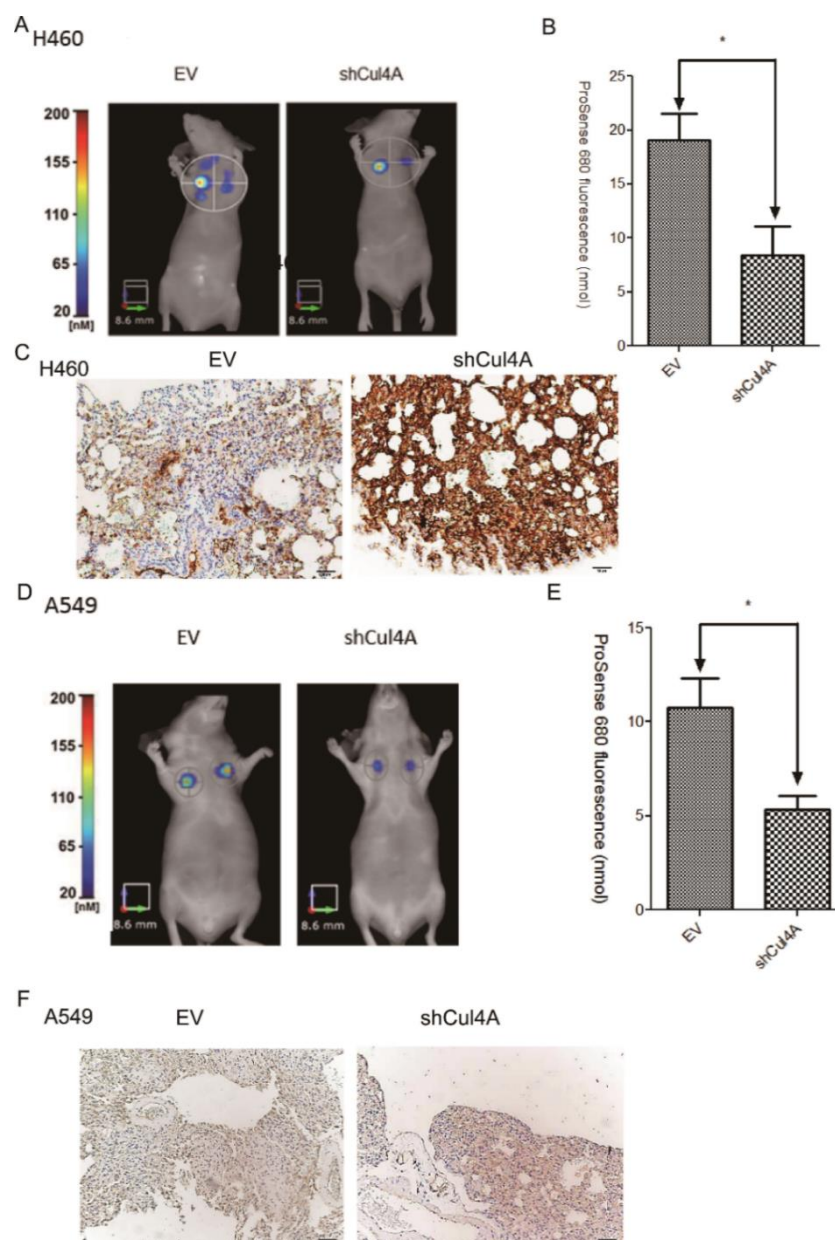 A
H460
EV
shCul4A
200
155
110
65
20
[nM]
8.6 mm
8.6 mm
B
*
ProSense 680 fluorescence (nmol)
25
20
15
10
5
0
EV
shCul4A
C
H460
EV
shCul4A
D
A549
EV
shCul4A
200
155
110
65
20
[nM]
8.6 mm
8.6 mm
E
*
ProSense 680 fluorescence (nmol)
15
10
5
0
EV
shCul4A
F
A549
EV
shCul4A